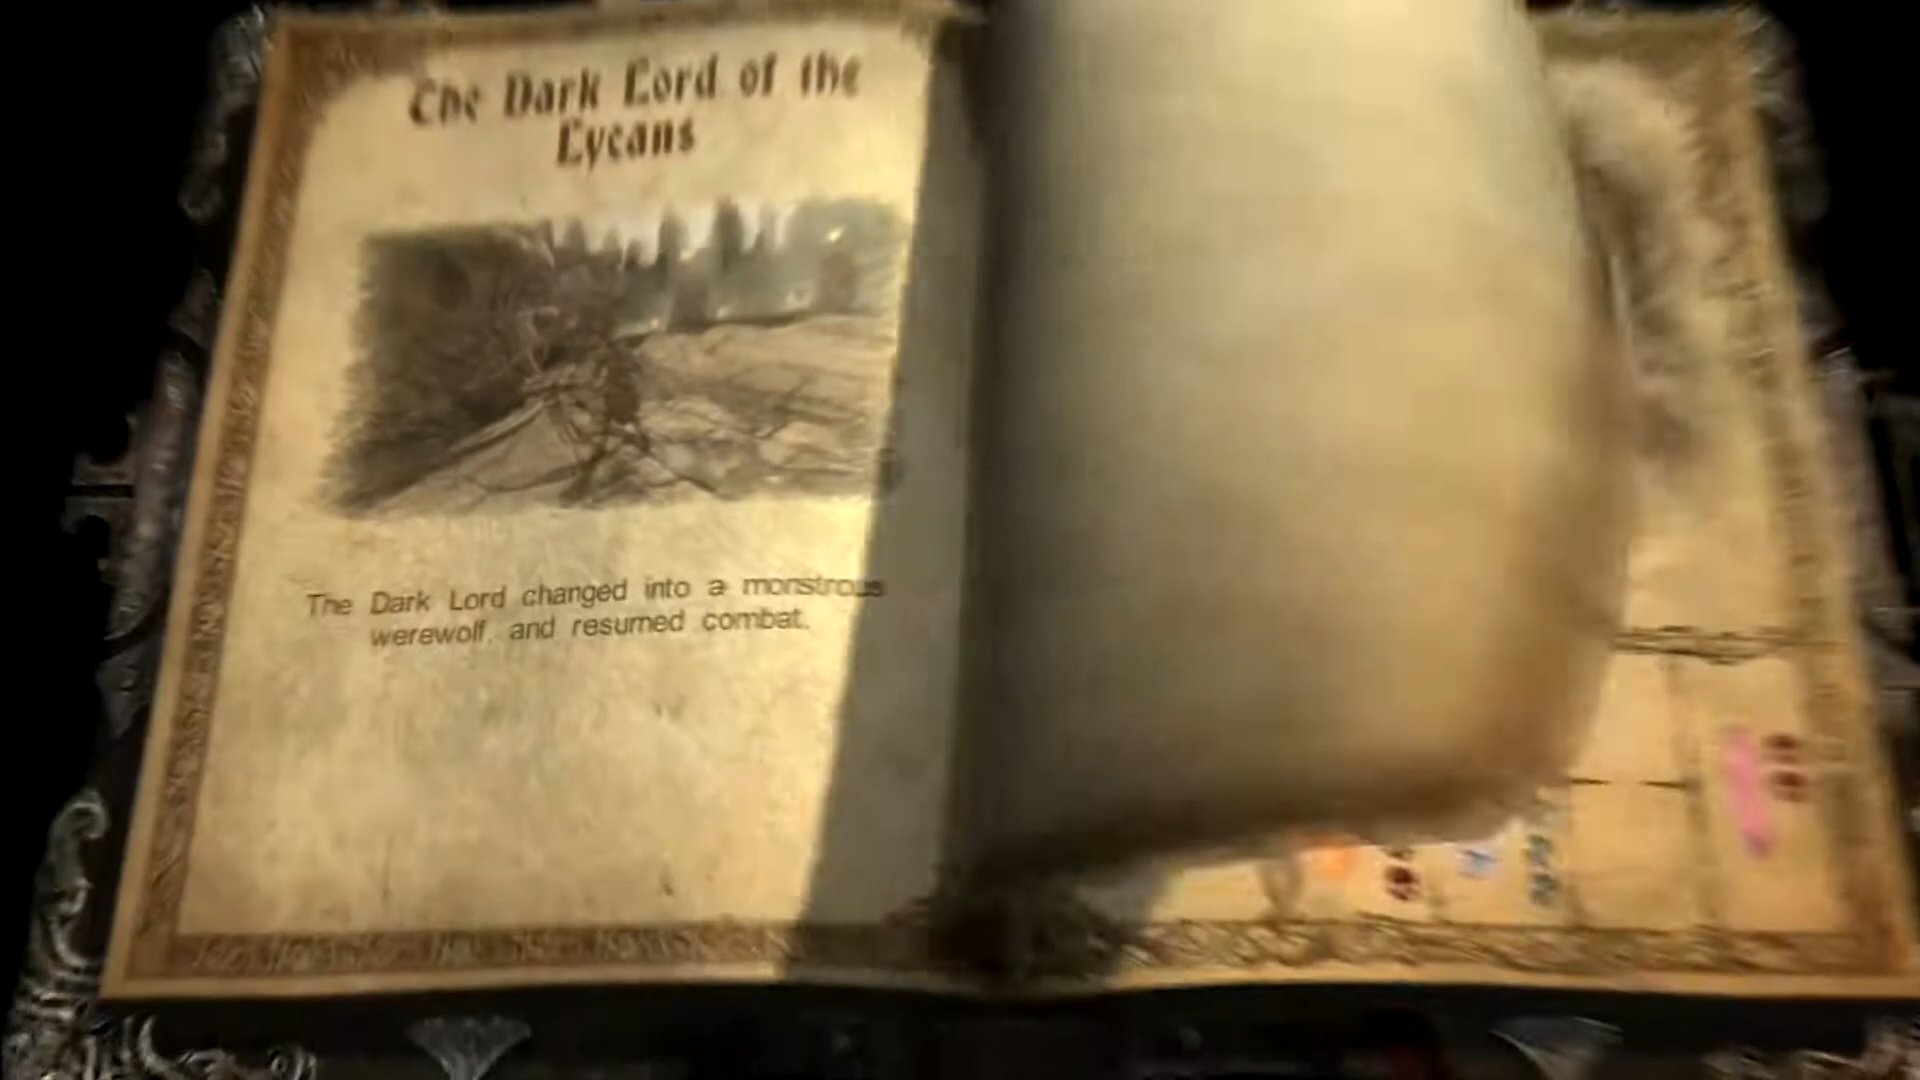 The Dark Lord of the
Lycans
The Dark Lord changed into a monstrous
werewolf, and resumed combat.